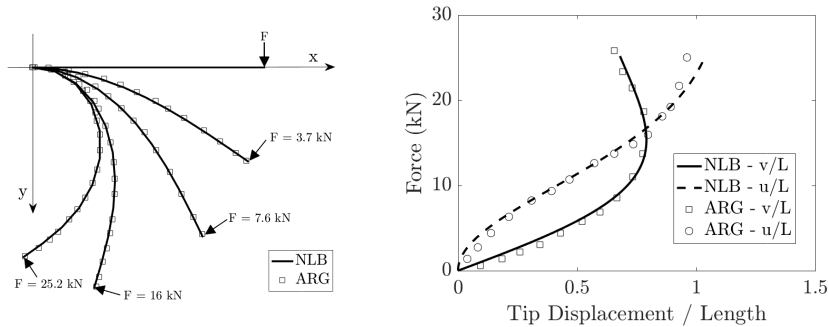 F
x
y
F = 3.7 kN
F = 7.6 kN
F = 25.2 kN
F = 16 kN
NLB
ARG
30
20
10
0
Force (kN)
NLB - v/L
NLB - u/L
ARG - v/L
ARG - u/L
0 0.5 1 1.5
Tip Displacement / Length